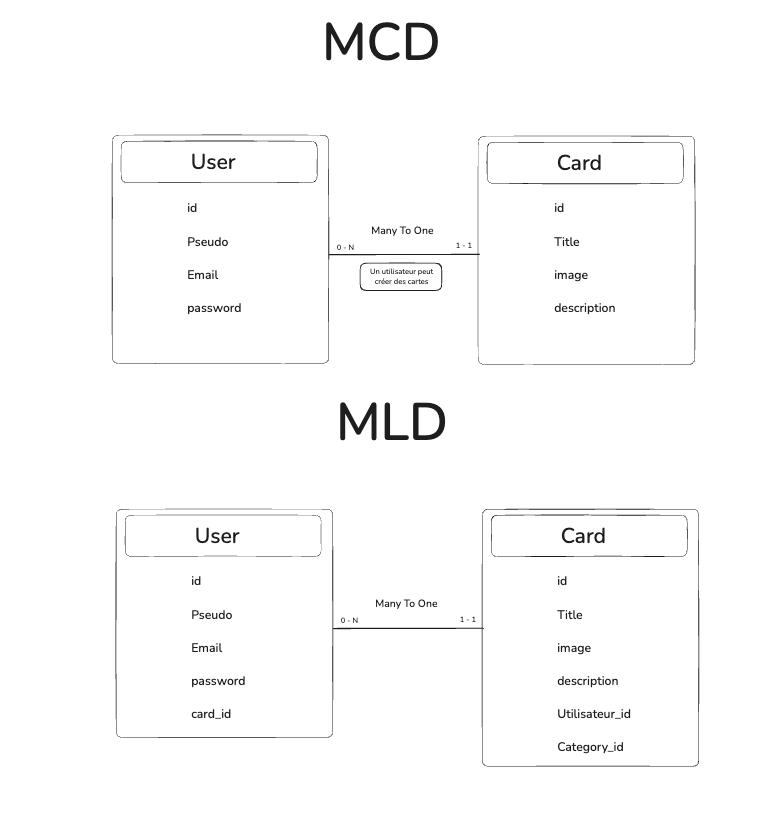 MCD
User
Card
id
Pseudo
Email
password
Many To One
0 - N
1 - 1
Un utilisateur peut
créer des cartes
id
Title
image
description
MLD
User
Card
id
Pseudo
Email
password
card_id
Many To One
0 - N
1 - 1
id
Title
image
description
Utilisateur_id
Category_id